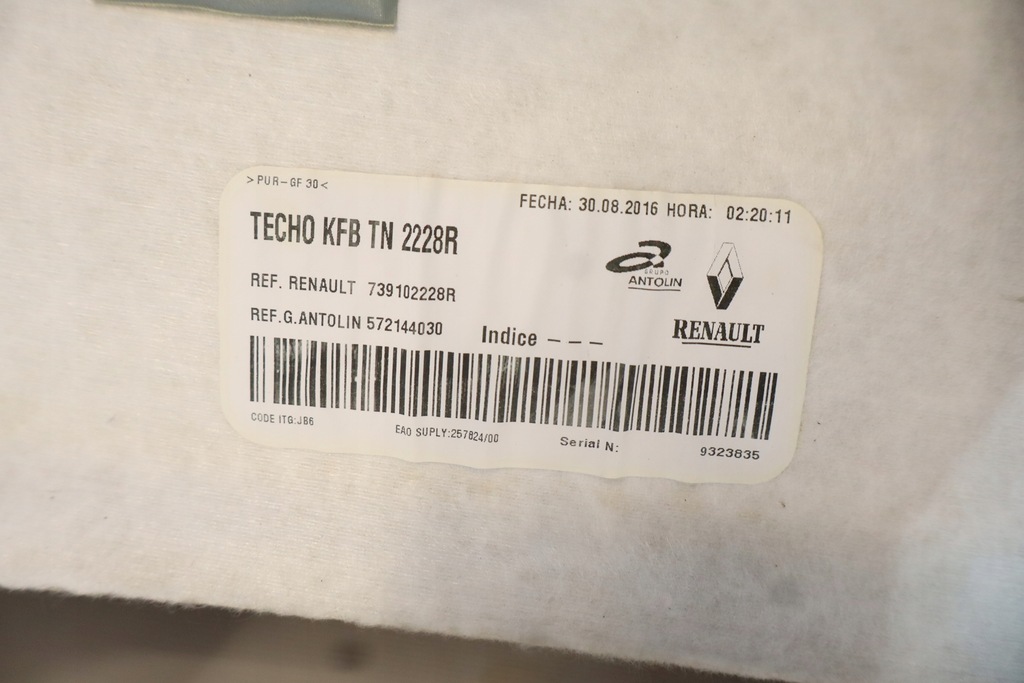 >PUR-GF 30<
FECHA: 30.08.2016 HORA: 02:20:11
TECHO KFB TN 2228R
GRUPO
ANTOLIN
REF. RENAULT 739102228R
RENAULT
REF.G.ANTOLIN 572144030
Indice ---
CODE ITG:JB6
EAO SUPLY:257824/00
Serial N:
9323835